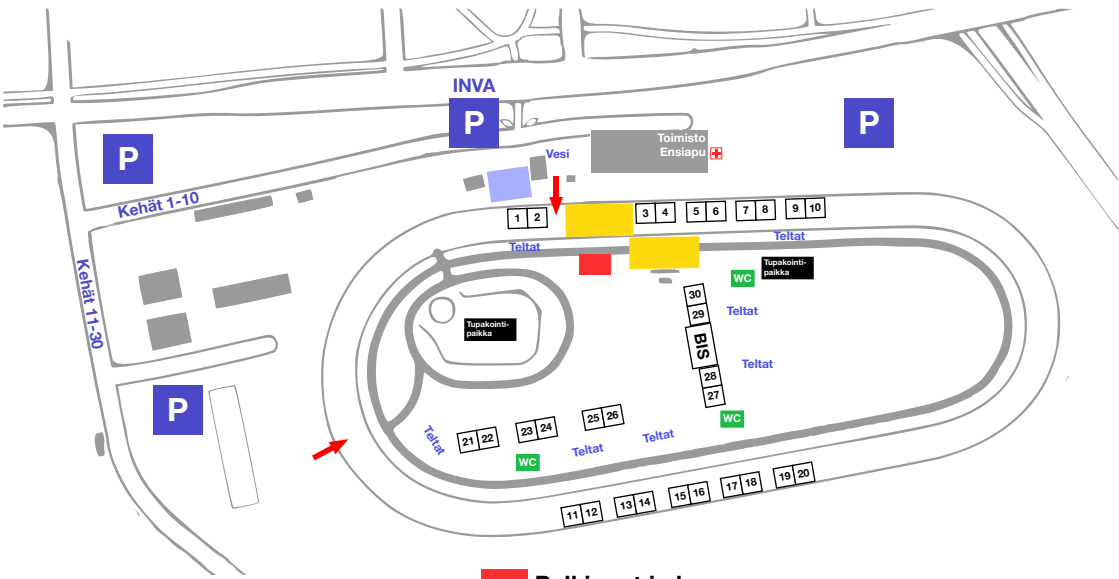 INVA
P
P
P
Toimisto
Ensiapu
Vesi
Kehät 1-10
1 2
3 4
5 6
7 8
9 10
Teltat
Teltat
WC
Tupakointi-
paikka
Kehät 11-30
30
29
BIS
28
27
Teltat
Teltat
Tupakointi-
paikka
P
WC
25 26
23 24
21 22
Teltat
Teltat
Teltat
WC
19 20
17 18
15 16
13 14
11 12